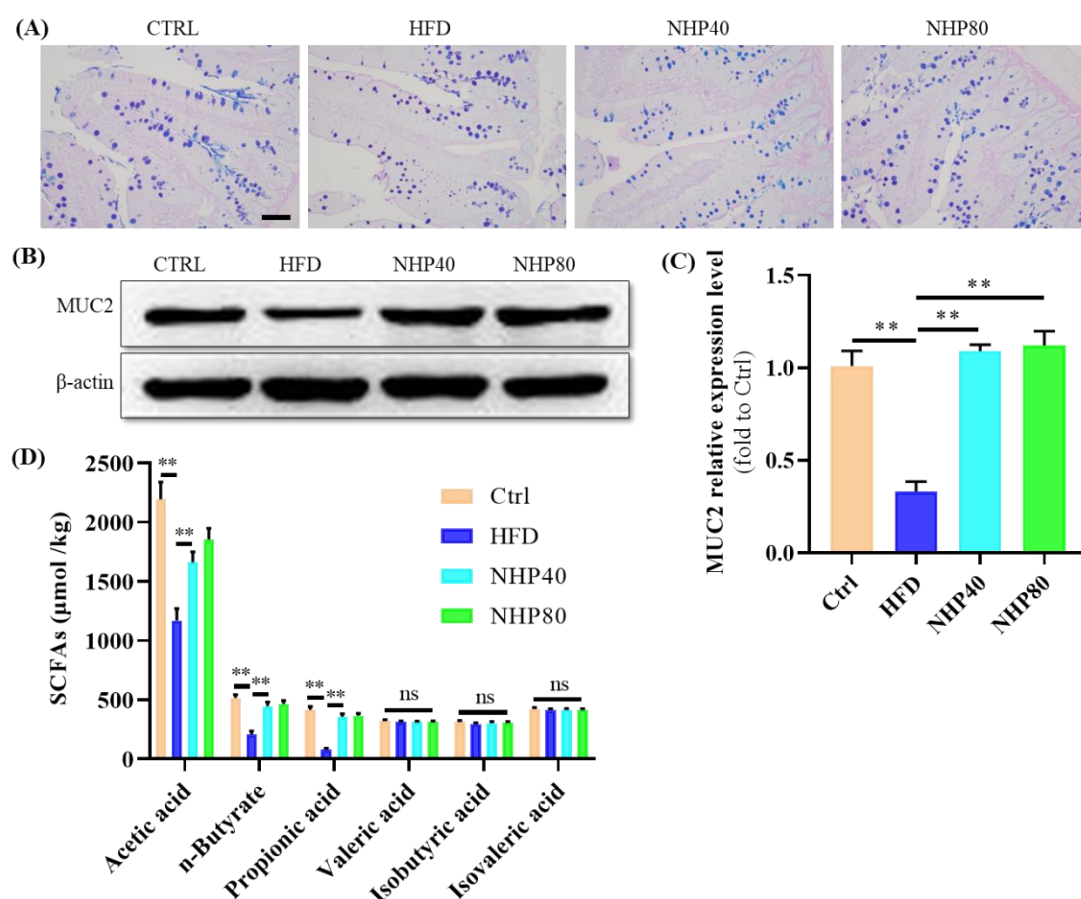 (A)
CTRL HFD NHP40 NHP80
(B)
CTRL HFD NHP40 NHP80
MUC2
β-actin
(C)
MUC2 relative expression level
(fold to Ctrl)
1.5
1.0
0.5
0.0
** ** **
Ctrl HFD NHP40 NHP80
(D)
SCFAs (μmol /kg)
2500
2000
1500
1000
500
0
Ctrl
HFD
NHP40
NHP80
** **
** ** ** ** ns ns ns
Acetic acid n-Butyrate Propionic acid Valeric acid Isobutyric acid Isovaleric acid